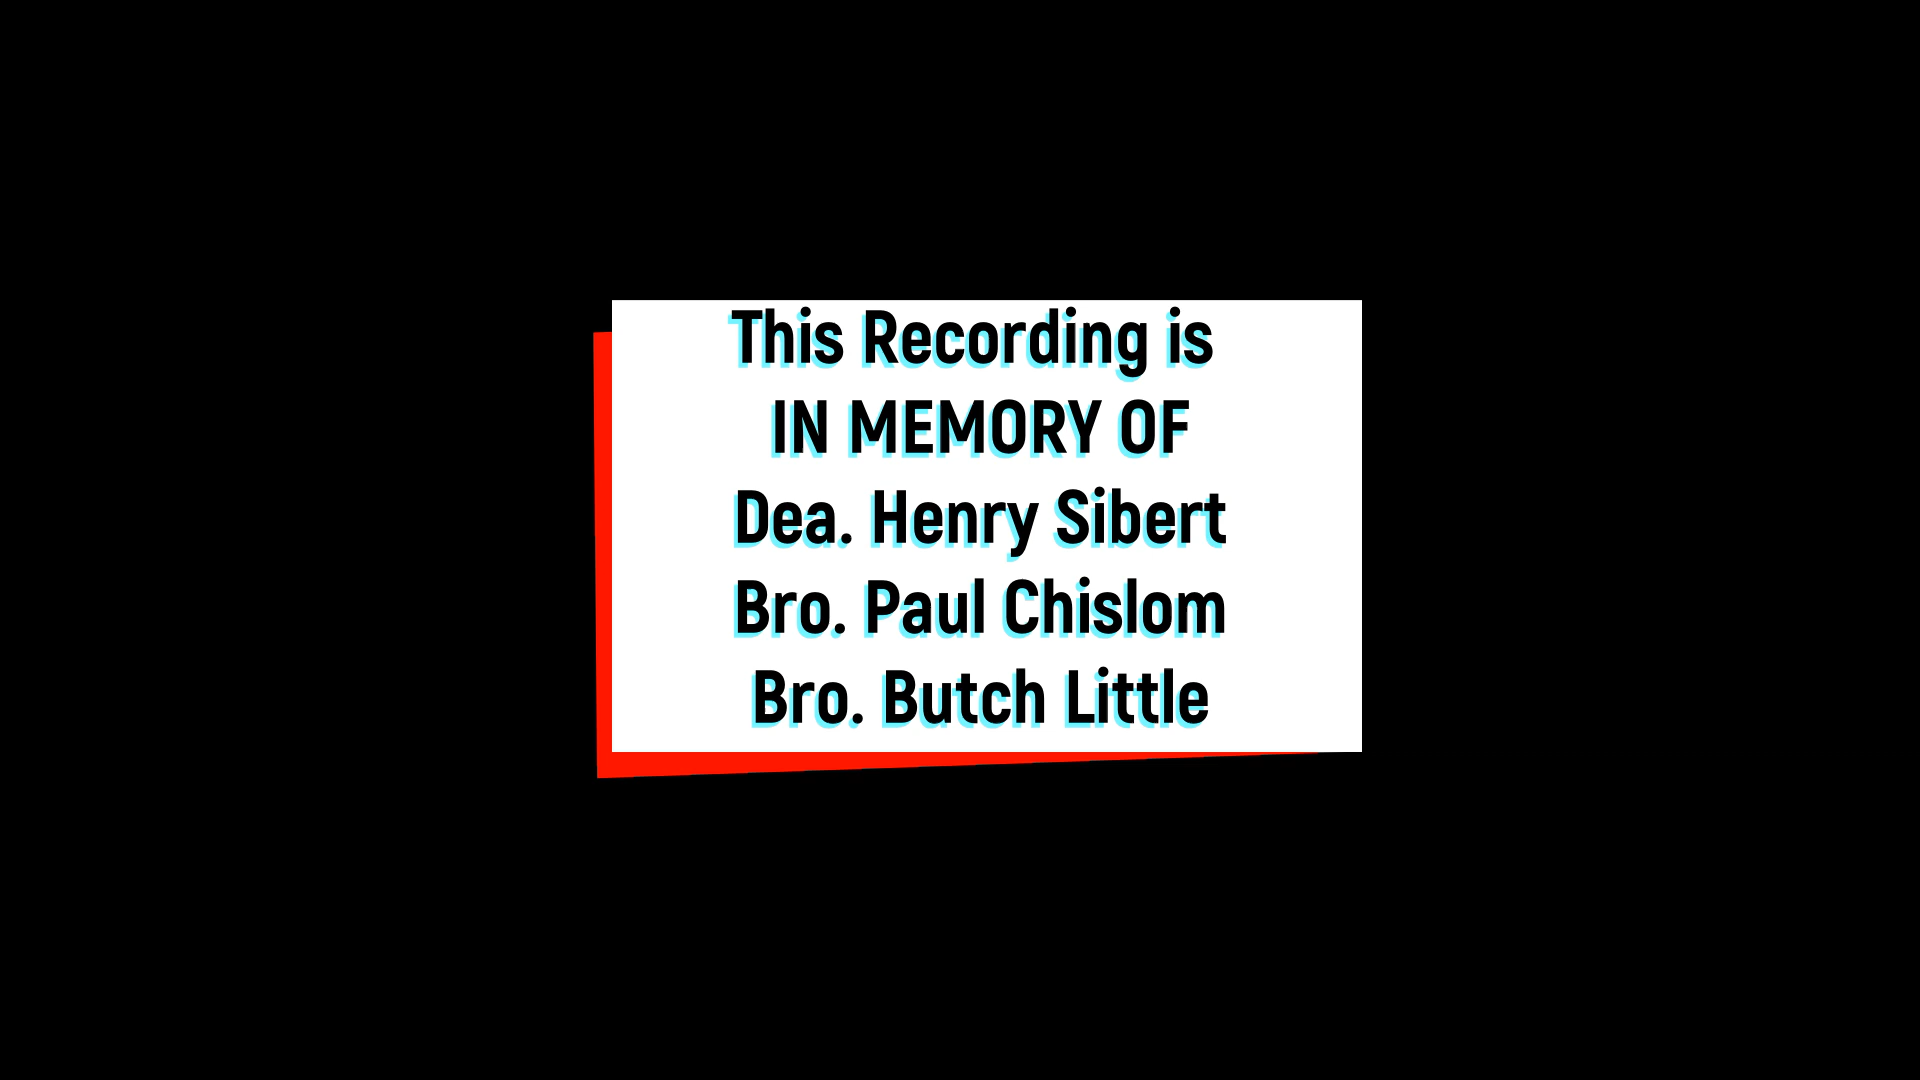 This Recording is
IN MEMORY OF
Dea. Henry Sibert
Bro. Paul Chislom
Bro. Butch Little